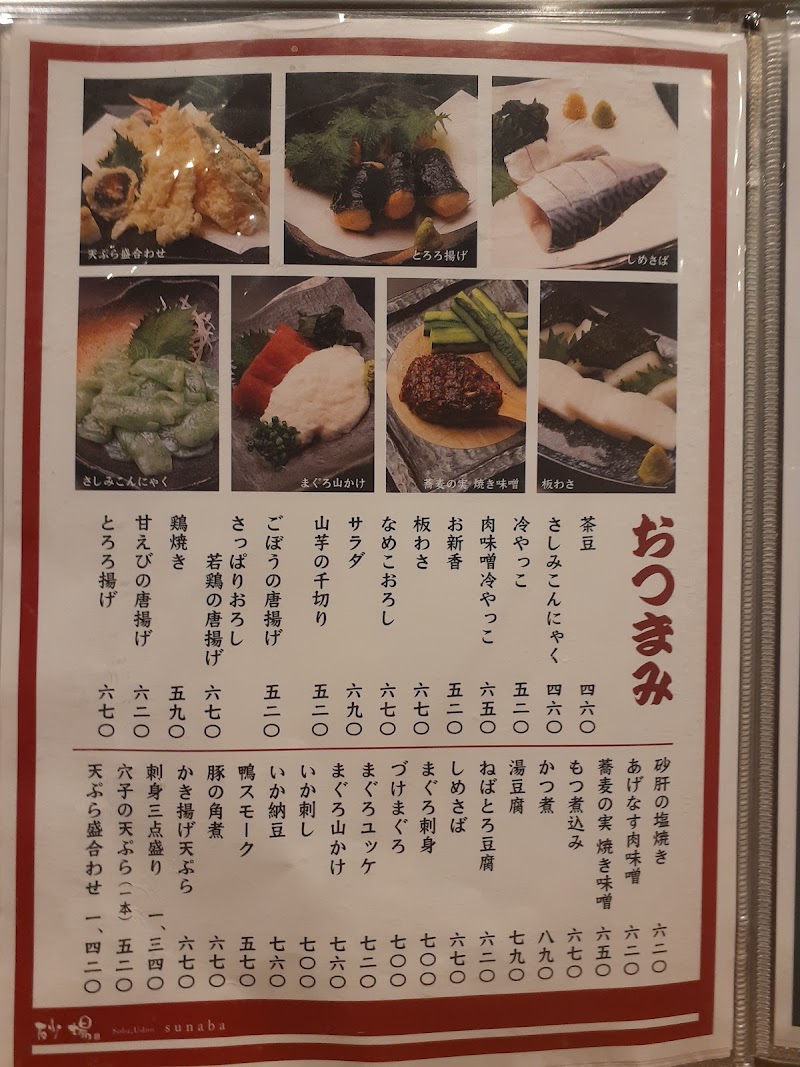 天ぷら盛合わせ
とろろ揚げ
しめさば
さしみこんにゃく
まぐろ山かけ
蕎麦の実 焼き味噌
板わさ
おつまみ
茶豆 四六〇
さしみこんにゃく 四六〇
冷やっこ 五二〇
肉味噌冷やっこ 六五〇
お新香 五二〇
板わさ 六七〇
なめこおろし 六七〇
サラダ 六九〇
山芋の千切り 五二〇
ごぼうの唐揚げ 五二〇
さっぱりおろし
若鶏の唐揚げ 六七〇
鶏焼き 五九〇
甘えびの唐揚げ 六二〇
とろろ揚げ 六七〇
砂肝の塩焼き 六二〇
あげなす肉味噌 六二〇
蕎麦の実 焼き味噌 六五〇
もつ煮込み 六七〇
かつ煮 八九〇
湯豆腐 七九〇
ねばとろ豆腐 六二〇
しめさば 六七〇
まぐろ刺身 七〇〇
づけまぐろ 七〇〇
まぐろユッケ 七二〇
まぐろ山かけ 七六〇
いか刺し 七〇〇
いか納豆 七六〇
鴨スモーク 五七〇
豚の角煮 六七〇
かき揚げ天ぷら 六七〇
刺身三点盛り 一、三四〇
穴子の天ぷら(一本) 五二〇
天ぷら盛合わせ 一、四二〇
砂場 Soba,Udon sunaba